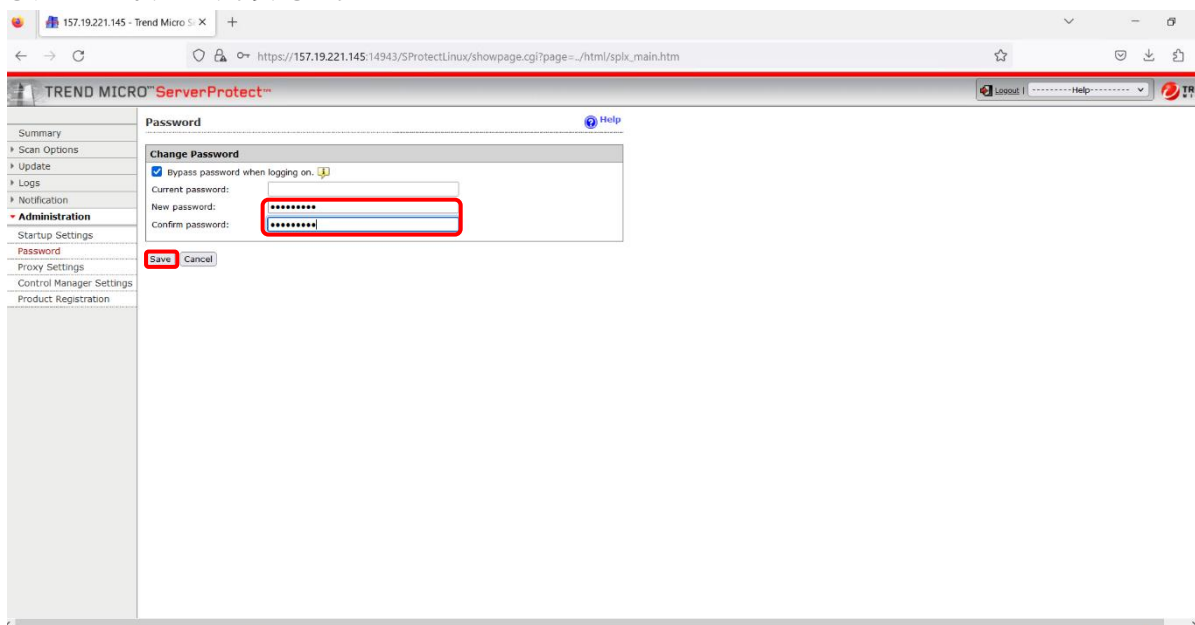 157.19.221.145 - Trend Micro S
https://157.19.221.145:14943/SProtectLinux/showpage.cgi?page=../html/splx_main.htm
TREND MICRO™ ServerProtect™
Logout | ---------Help---------
Summary
Scan Options
Update
Logs
Notification
Administration
Startup Settings
Password
Proxy Settings
Control Manager Settings
Product Registration
Password
Help
Change Password
Bypass password when logging on.
Current password:
New password: •••••••••
Confirm password: •••••••••
Save Cancel